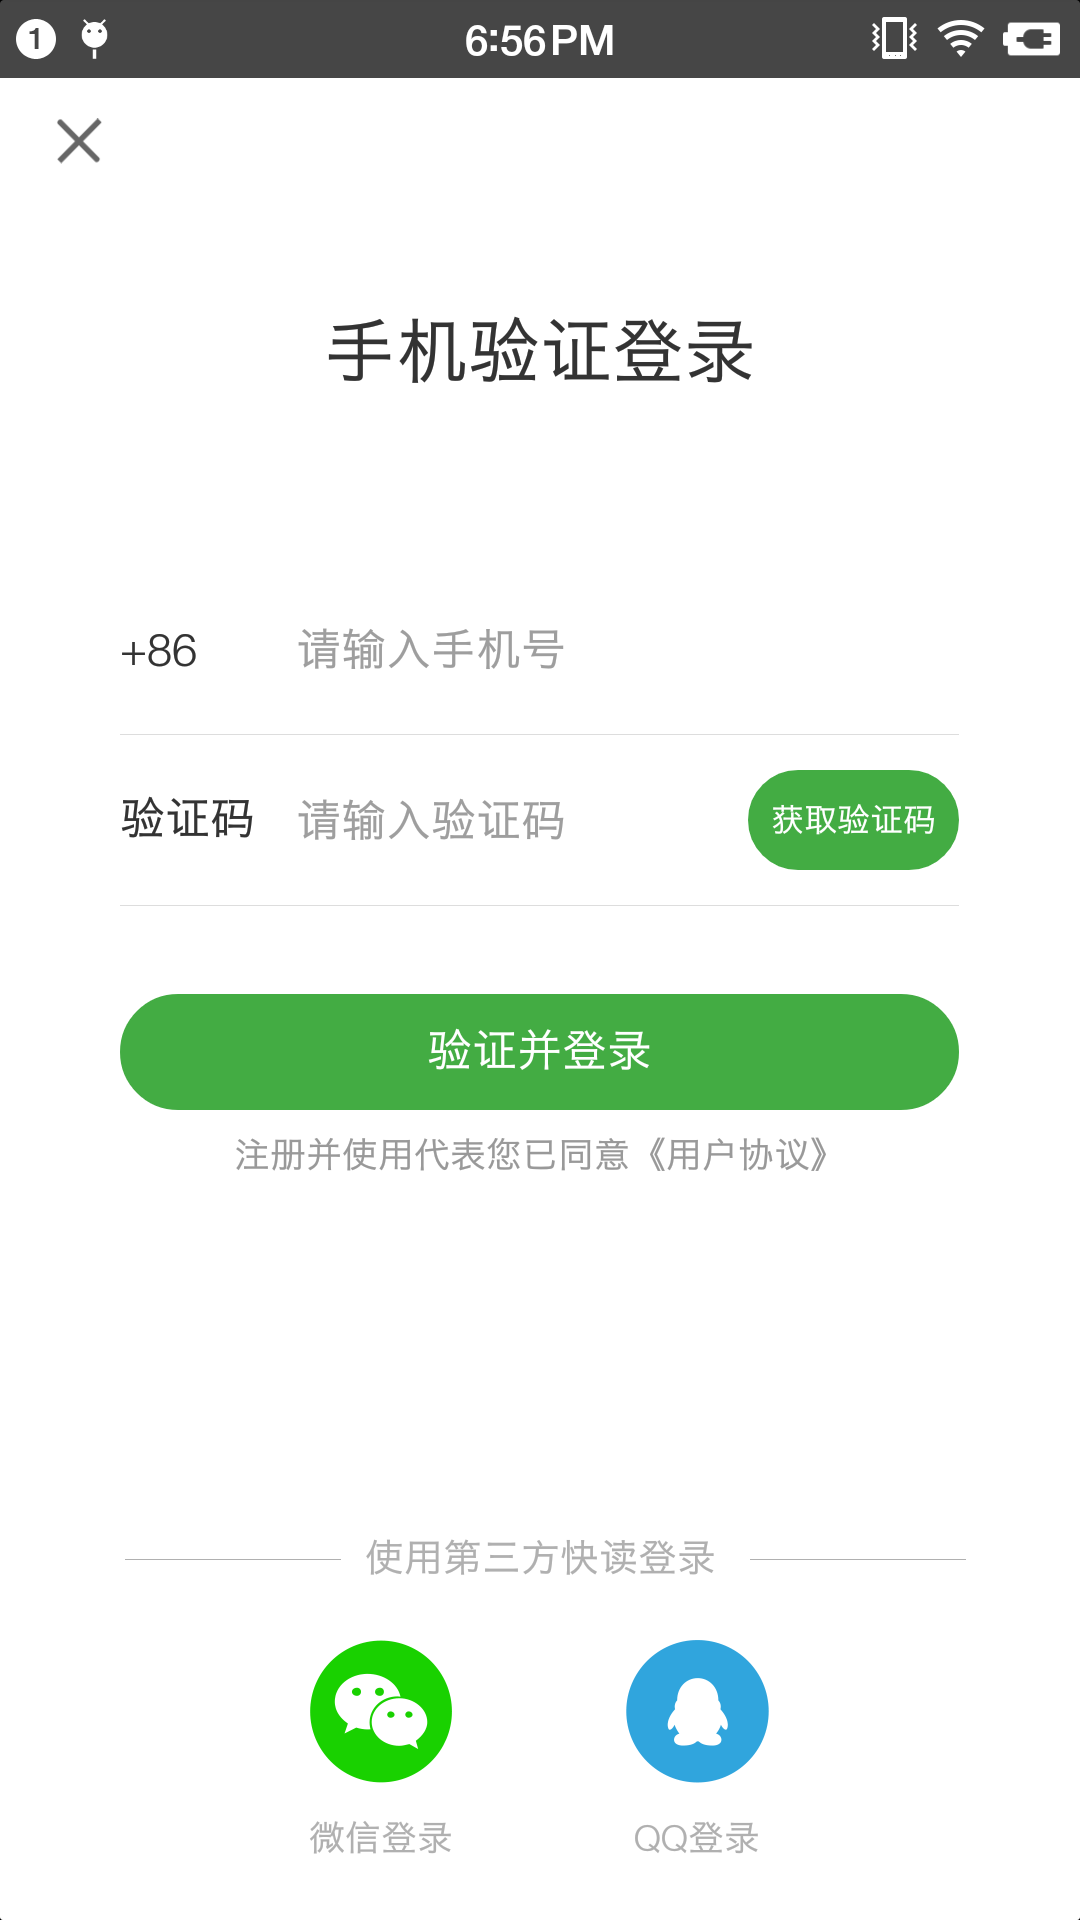 1 6:56PM
手机验证登录
+86 请输入手机号
验证码 请输入验证码 获取验证码
验证并登录
注册并使用代表您已同意《用户协议》
使用第三方快读登录
微信登录 QQ登录